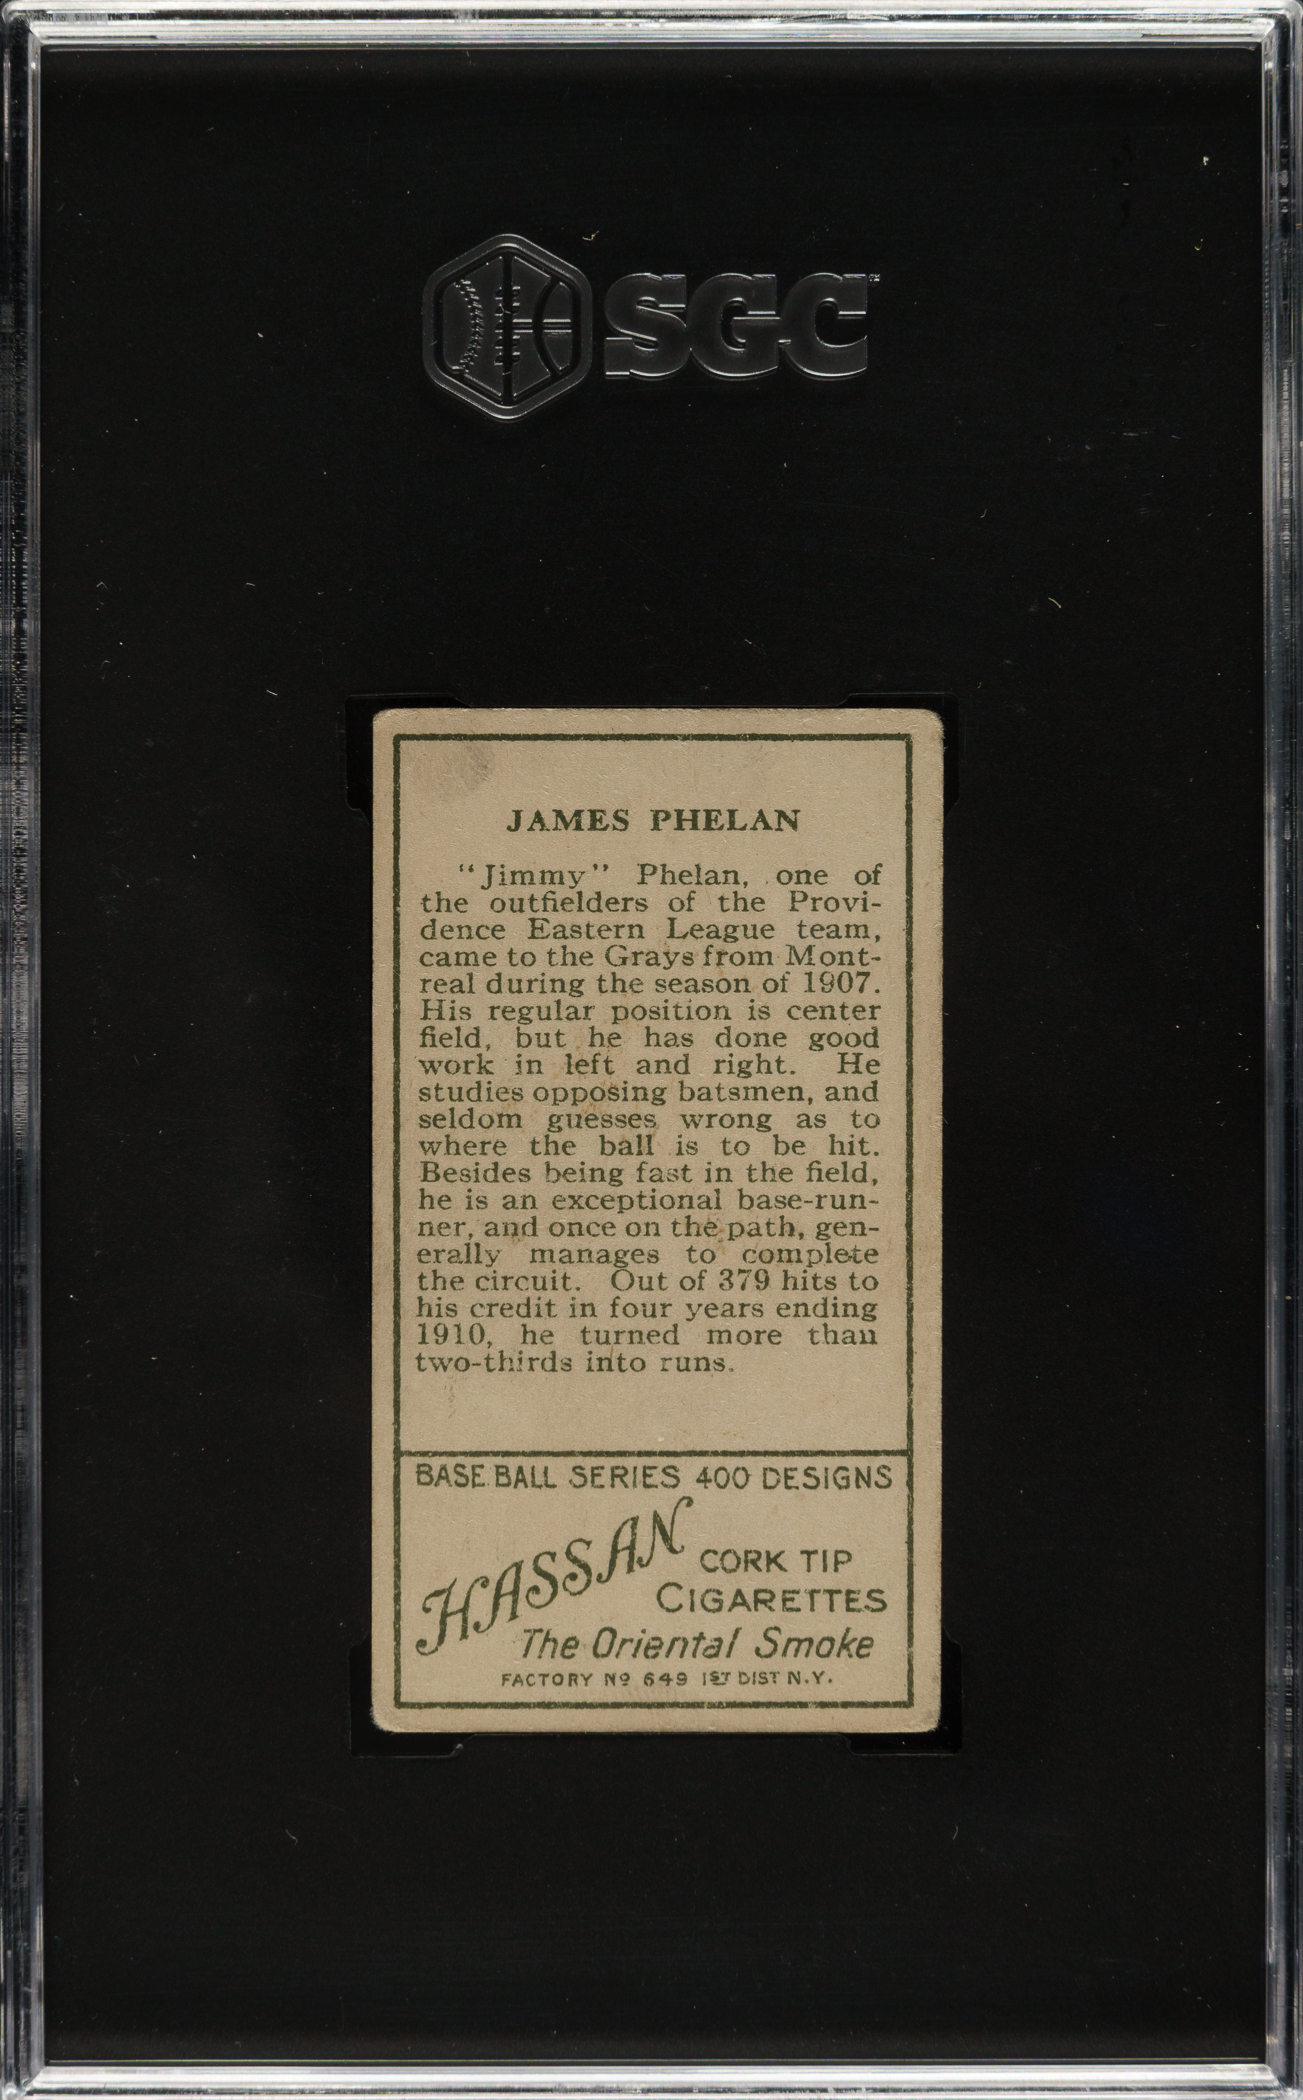 SGC™
JAMES PHELAN
"Jimmy" Phelan, one of
the outfielders of the Provi-
dence Eastern League team,
came to the Grays from Mont-
real during the season of 1907.
His regular position is center
field, but he has done good
work in left and right. He
studies opposing batsmen, and
seldom guesses wrong as to
where the ball is to be hit.
Besides being fast in the field,
he is an exceptional base-run-
ner, and once on the path, gen-
erally manages to complete
the circuit. Out of 379 hits to
his credit in four years ending
1910, he turned more than
two-thirds into runs.
BASE BALL SERIES 400 DESIGNS
HASSAN
CORK TIP
CIGARETTES
The Oriental Smoke
FACTORY Nº 649 1ST DIST N.Y.